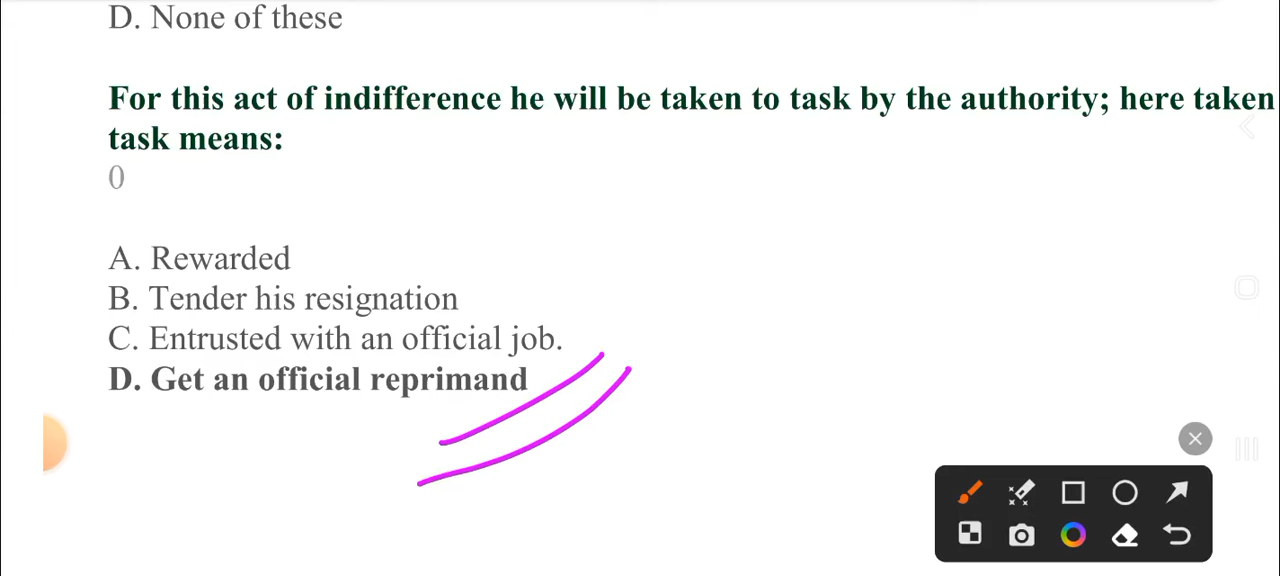 D. None of these
For this act of indifference he will be taken to task by the authority; here taken
task means:
0
A. Rewarded
B. Tender his resignation
C. Entrusted with an official job.
D. Get an official reprimand